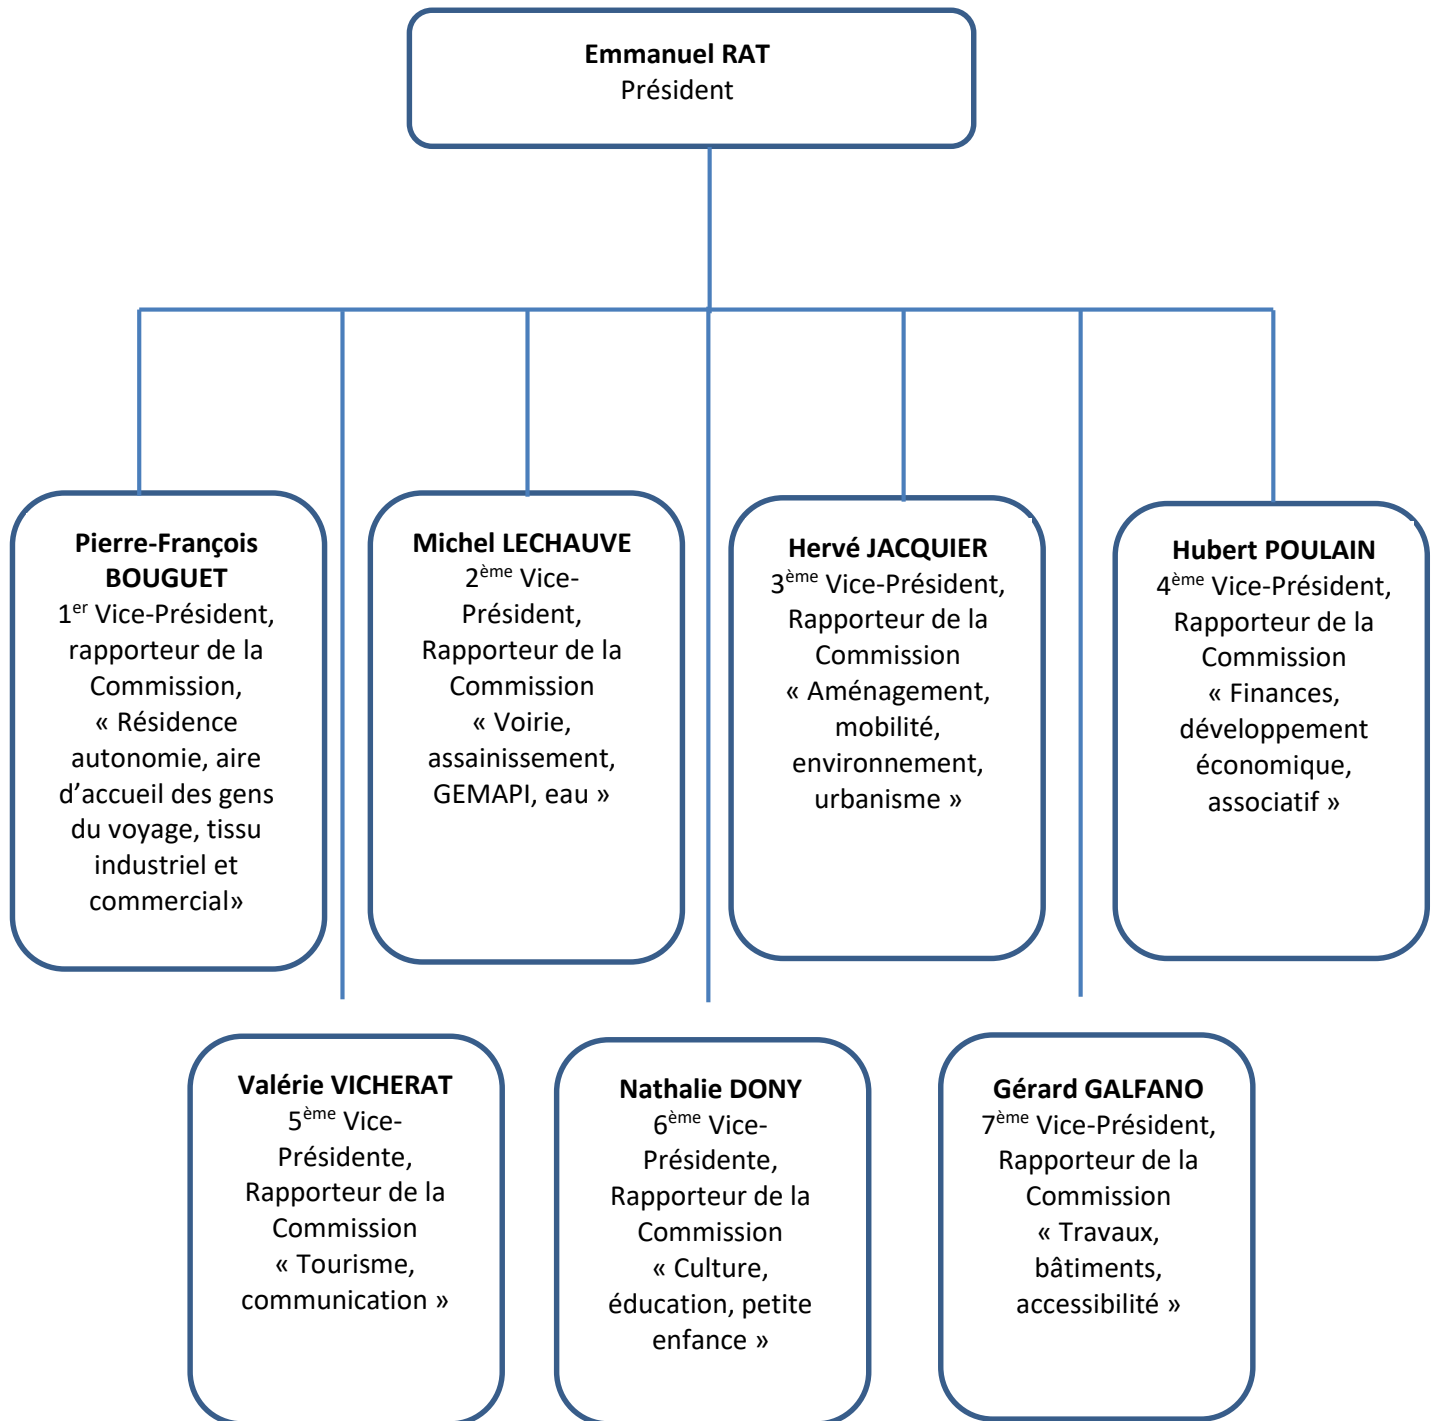 Emmanuel RAT
Président
Pierre-François
BOUGUET
1er Vice-Président,
rapporteur de la
Commission,
« Résidence
autonomie, aire
d’accueil des gens
du voyage, tissu
industriel et
commercial»
Michel LECHAUVE
2ème Vice-
Président,
Rapporteur de la
Commission
« Voirie,
assainissement,
GEMAPI, eau »
Hervé JACQUIER
3ème Vice-Président,
Rapporteur de la
Commission
« Aménagement,
mobilité,
environnement,
urbanisme »
Hubert POULAIN
4ème Vice-Président,
Rapporteur de la
Commission
« Finances,
développement
économique,
associatif »
Valérie VICHERAT
5ème Vice-
Présidente,
Rapporteur de la
Commission
« Tourisme,
communication »
Nathalie DONY
6ème Vice-
Présidente,
Rapporteur de la
Commission
« Culture,
éducation, petite
enfance »
Gérard GALFANO
7ème Vice-Président,
Rapporteur de la
Commission
« Travaux,
bâtiments,
accessibilité »